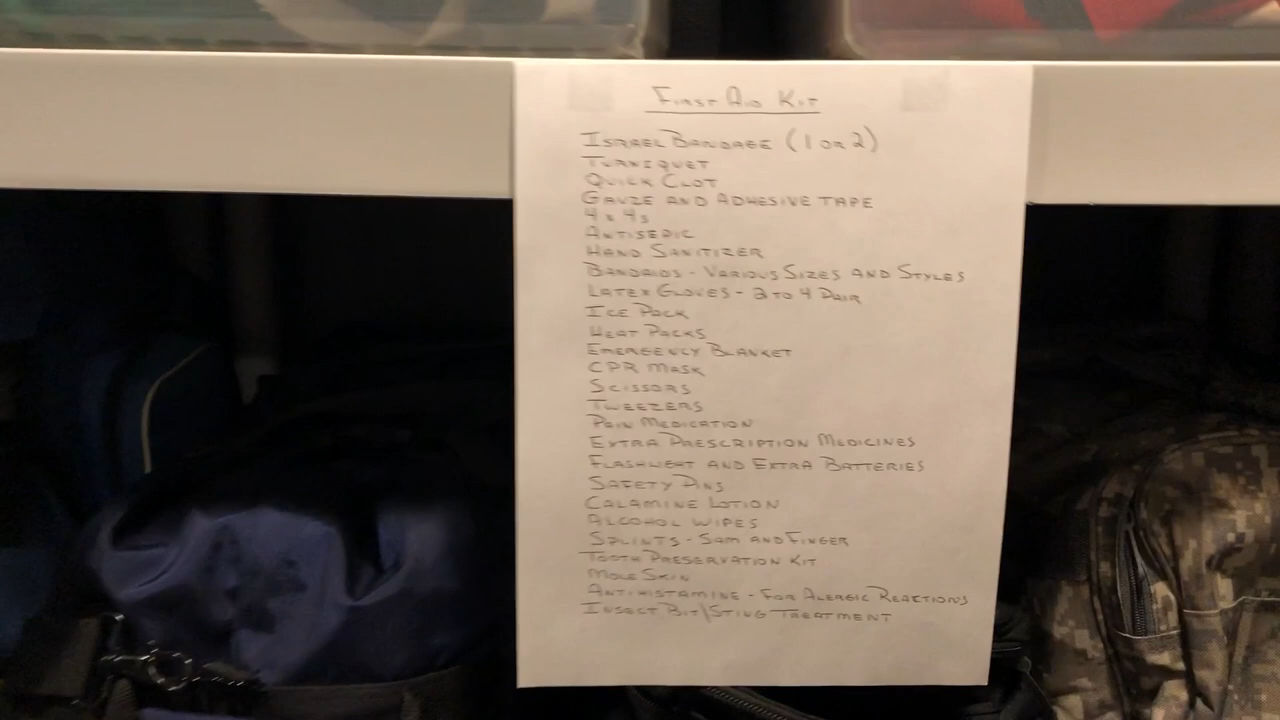 FIRST AID KIT
ISRAEL BANDAGE (1 OR 2)
TURNIQUET
QUICK CLOT
GAUZE AND ADHESIVE TAPE
4 x 4s
ANTISEPIC
HAND SANITIZER
BANDAIDS - VARIOUS SIZES AND STYLES
LATEX GLOVES - 2 TO 4 PAIR
ICE PACK
HEAT PACKS
EMERGENCY BLANKET
CPR MASK
SCISSORS
TWEEZERS
PAIN MEDICATION
EXTRA PRESCRIPTION MEDICINES
FLASHLIGHT AND EXTRA BATTERIES
SAFETY PINS
CALAMINE LOTION
ALCOHOL WIPES
SPLINTS - SAM AND FINGER
TOOTH PRESERVATION KIT
MOLE SKIN
ANTIHISTAMINE - FOR ALERGIC REACTIONS
INSECT BIT/STING TREATMENT